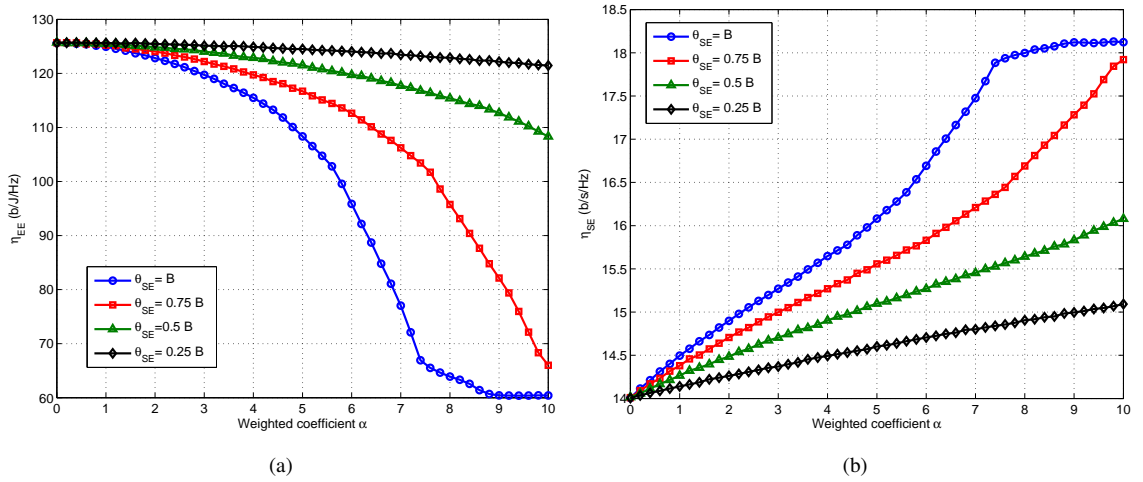 130
120
110
100
90
80
70
60
η_EE (b/J/Hz)
θ_SE= B
θ_SE= 0.75 B
θ_SE=0.5 B
θ_SE= 0.25 B
0 1 2 3 4 5 6 7 8 9 10
Weighted coefficient α
(a)
18.5
18
17.5
17
16.5
16
15.5
15
14.5
14
η_SE (b/s/Hz)
θ_SE= B
θ_SE= 0.75 B
θ_SE= 0.5 B
θ_SE= 0.25 B
0 1 2 3 4 5 6 7 8 9 10
Weighted coefficient α
(b)